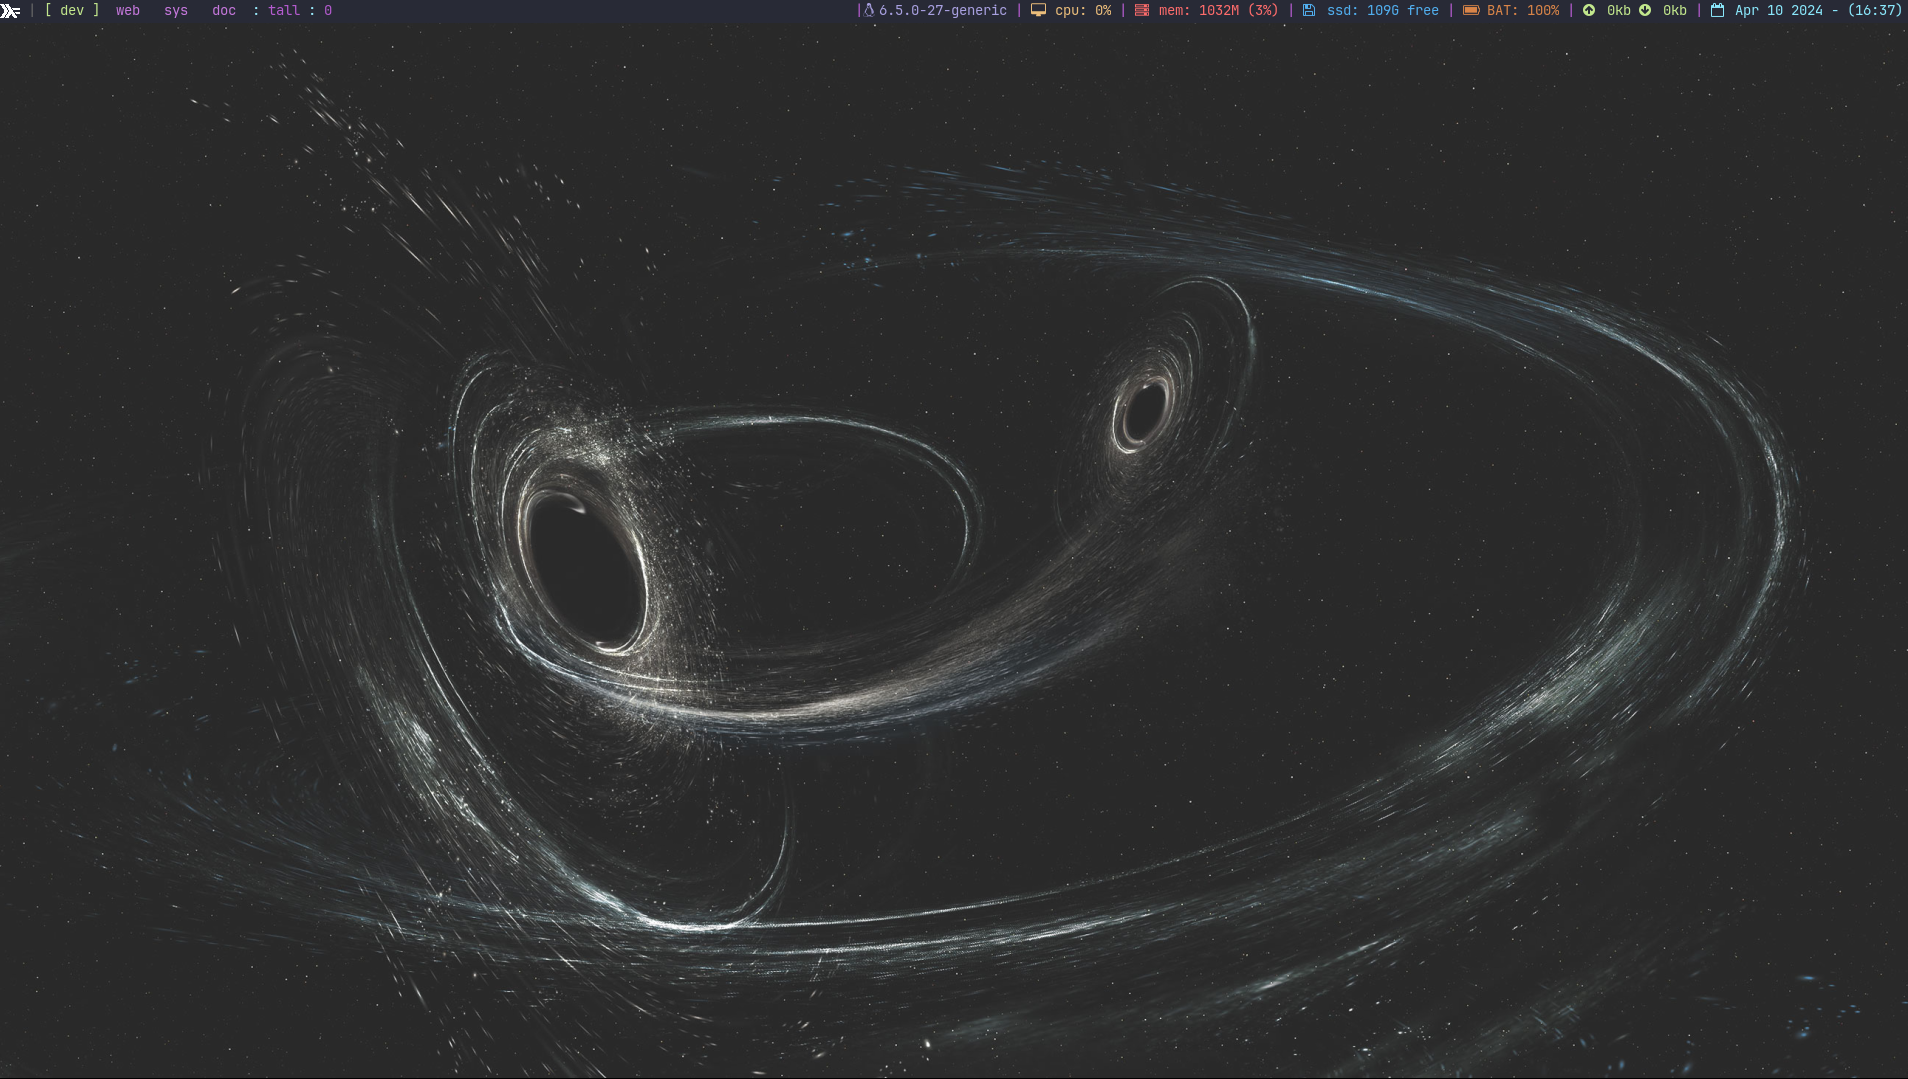 | [ dev ] web sys doc : tall : 0 | 6.5.0-27-generic | cpu: 0% | mem: 1032M (3%) | ssd: 109G free | BAT: 100% | 0kb 0kb | Apr 10 2024 - (16:37)